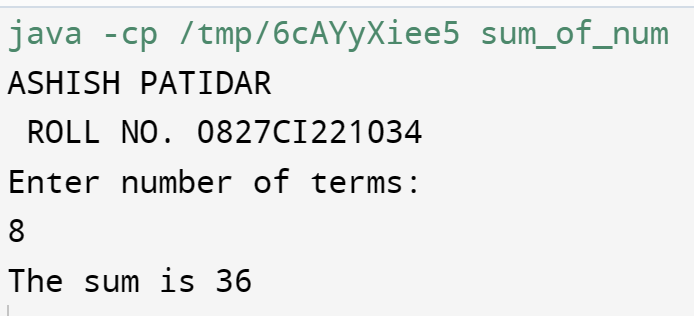 java -cp /tmp/6cAYyXiee5 sum_of_num
ASHISH PATIDAR
ROLL NO. 0827CI221034
Enter number of terms:
8
The sum is 36